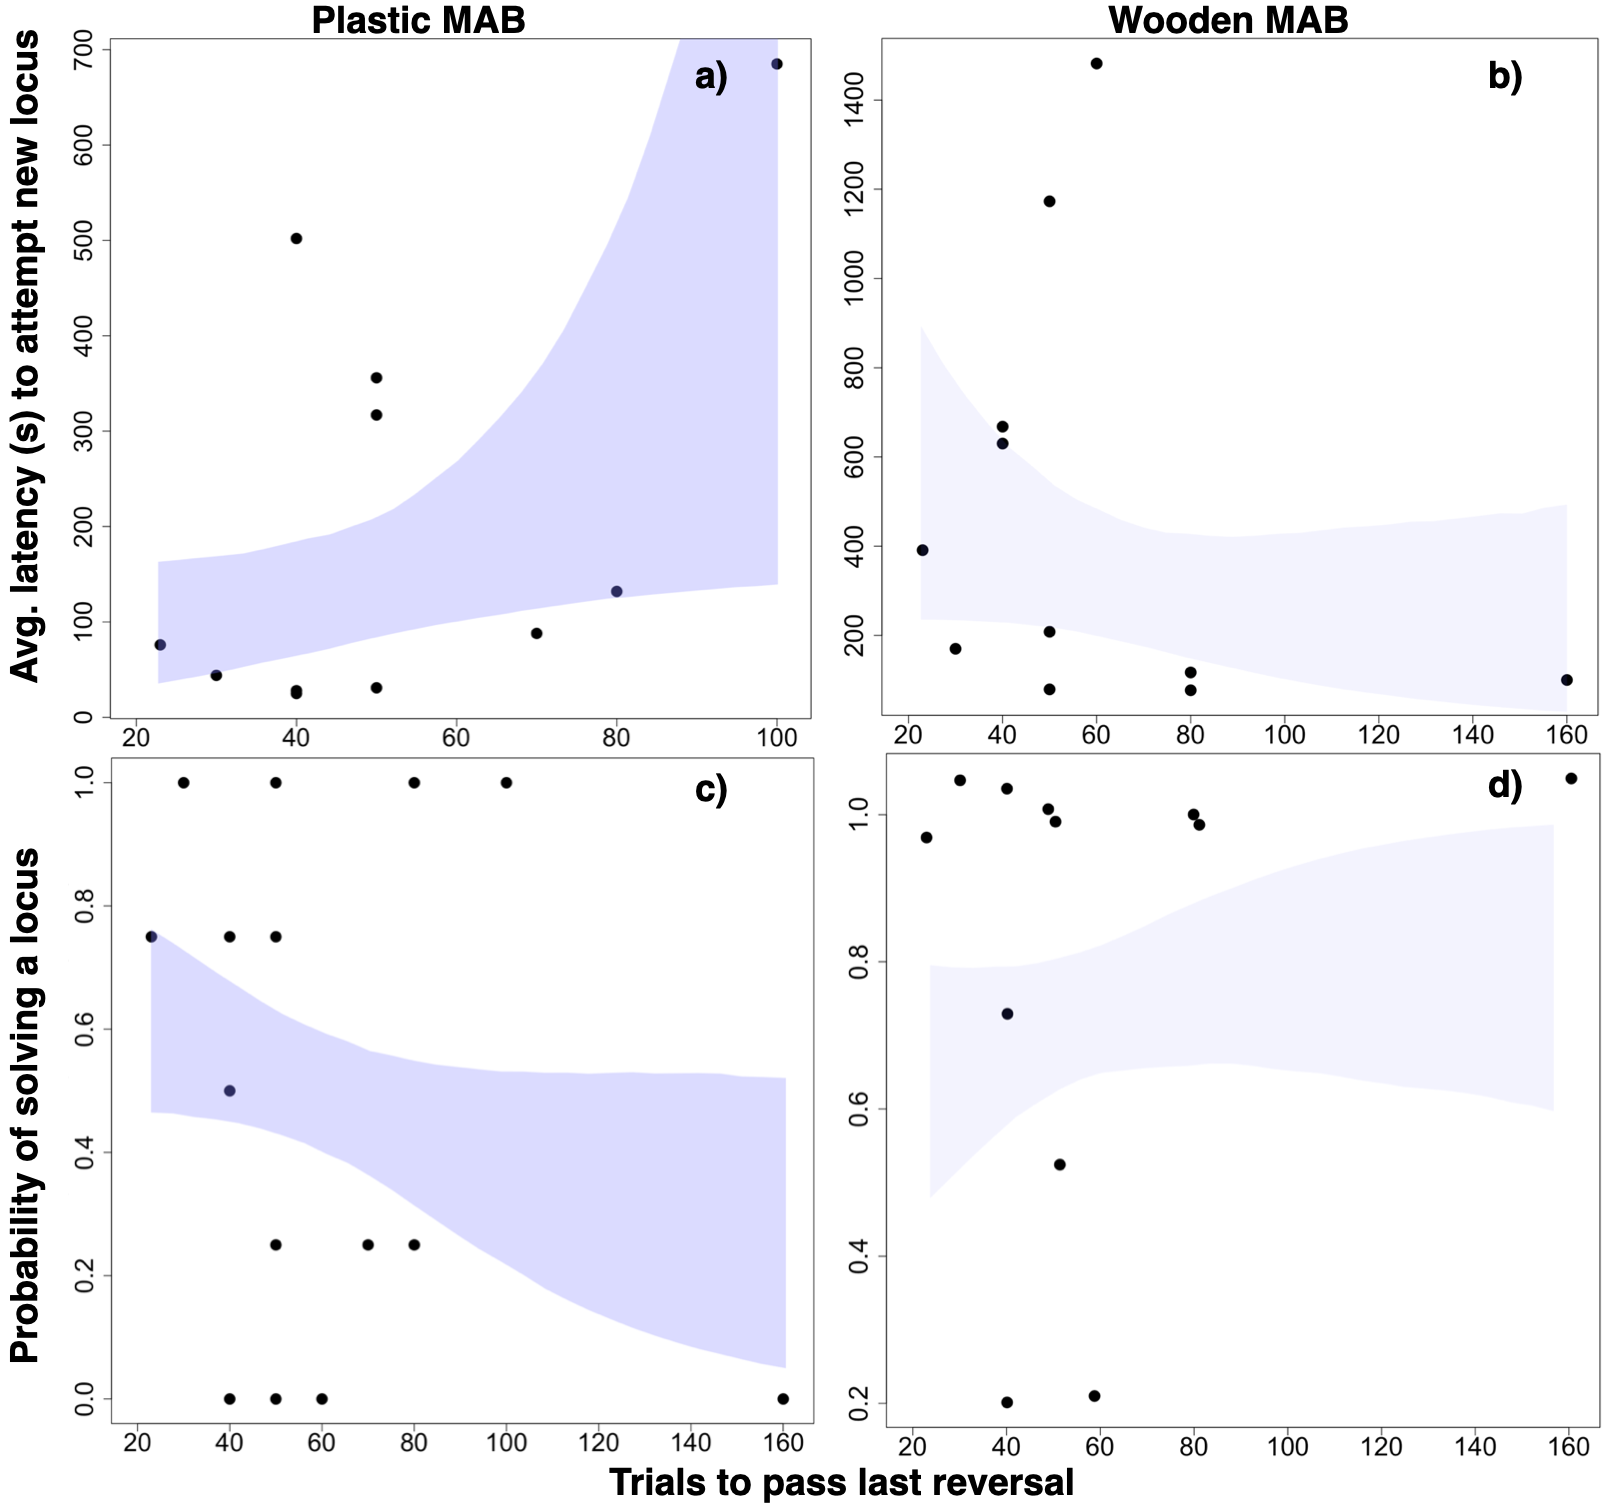 Plastic MAB
Wooden MAB
Avg. latency (s) to attempt new locus
a)
700
600
500
400
300
200
100
0
20 40 60 80 100
b)
1400
1200
1000
800
600
400
200
20 40 60 80 100 120 140 160
Probability of solving a locus
c)
1.0
0.8
0.6
0.4
0.2
0.0
20 40 60 80 100 120 140 160
d)
1.0
0.8
0.6
0.4
0.2
20 40 60 80 100 120 140 160
Trials to pass last reversal